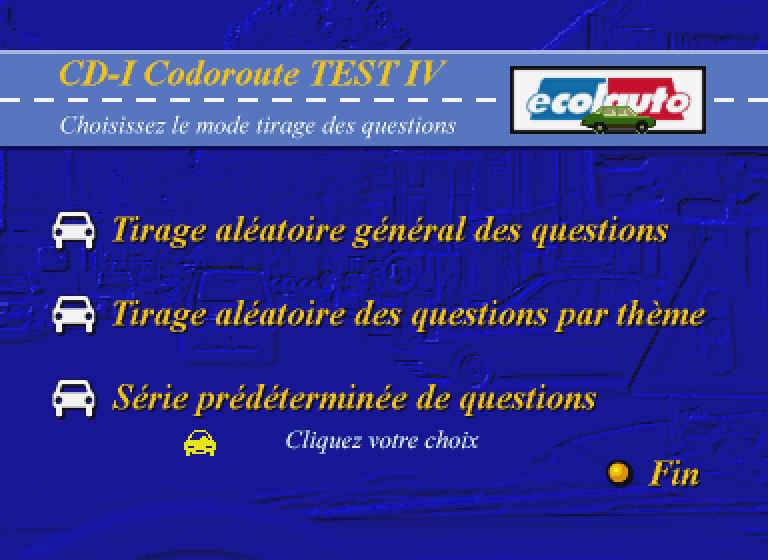 CD-I Codoroute TEST IV
ecolauto
Choisissez le mode tirage des questions
Tirage aléatoire général des questions
Tirage aléatoire des questions par thème
Série prédéterminée de questions
Cliquez votre choix
Fin